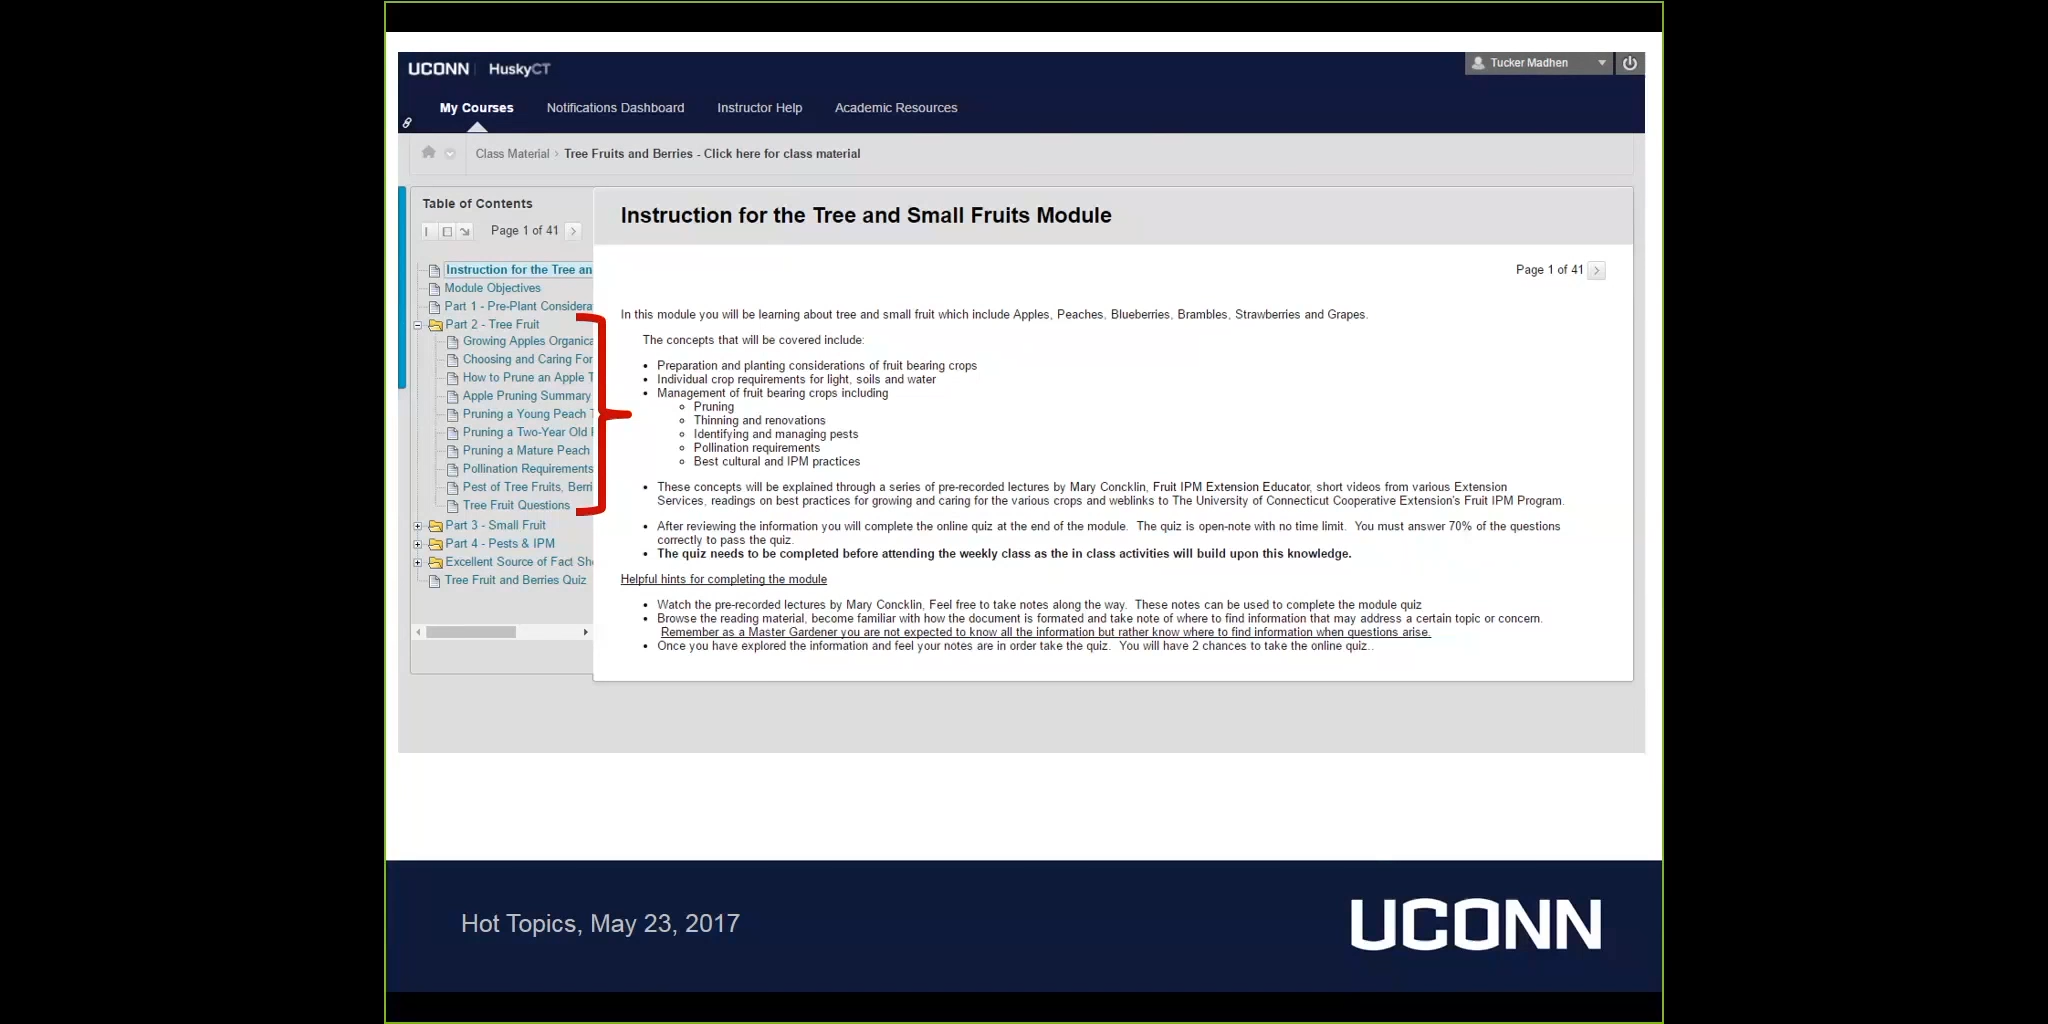 UCONN HuskyCT
Tucker Madhen
My Courses Notifications Dashboard Instructor Help Academic Resources
Class Material › Tree Fruits and Berries - Click here for class material
Table of Contents
Page 1 of 41
Instruction for the Tree an
Module Objectives
Part 1 - Pre-Plant Considera
Part 2 - Tree Fruit
Growing Apples Organica
Choosing and Caring For
How to Prune an Apple T
Apple Pruning Summary
Pruning a Young Peach T
Pruning a Two-Year Old
Pruning a Mature Peach
Pollination Requirements
Pest of Tree Fruits, Berri
Tree Fruit Questions
Part 3 - Small Fruit
Part 4 - Pests & IPM
Excellent Source of Fact She
Tree Fruit and Berries Quiz
Instruction for the Tree and Small Fruits Module
Page 1 of 41
In this module you will be learning about tree and small fruit which include Apples, Peaches, Blueberries, Brambles, Strawberries and Grapes.
The concepts that will be covered include:
• Preparation and planting considerations of fruit bearing crops
• Individual crop requirements for light, soils and water
• Management of fruit bearing crops including
○ Pruning
○ Thinning and renovations
○ Identifying and managing pests
○ Pollination requirements
○ Best cultural and IPM practices
• These concepts will be explained through a series of pre-recorded lectures by Mary Concklin, Fruit IPM Extension Educator, short videos from various Extension
Services, readings on best practices for growing and caring for the various crops and weblinks to The University of Connecticut Cooperative Extension's Fruit IPM Program.
• After reviewing the information you will complete the online quiz at the end of the module. The quiz is open-note with no time limit. You must answer 70% of the questions
correctly to pass the quiz.
• The quiz needs to be completed before attending the weekly class as the in class activities will build upon this knowledge.
Helpful hints for completing the module
• Watch the pre-recorded lectures by Mary Concklin, Feel free to take notes along the way. These notes can be used to complete the module quiz
• Browse the reading material, become familiar with how the document is formated and take note of where to find information that may address a certain topic or concern.
Remember as a Master Gardener you are not expected to know all the information but rather know where to find information when questions arise.
• Once you have explored the information and feel your notes are in order take the quiz. You will have 2 chances to take the online quiz..
Hot Topics, May 23, 2017
UCONN